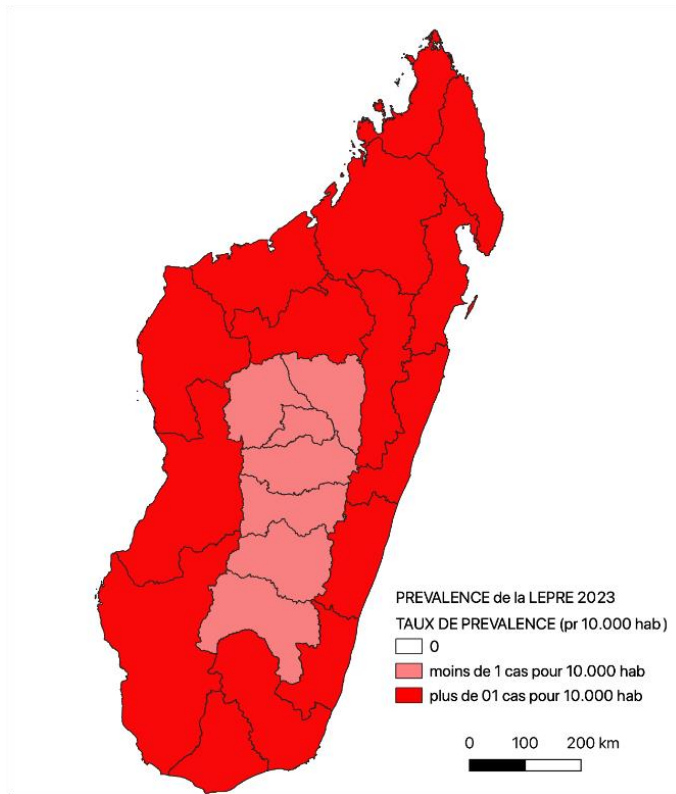 PREVALENCE de la LEPRE 2023
TAUX DE PREVALENCE (pr 10.000 hab)
0
moins de 1 cas pour 10.000 hab
plus de 01 cas pour 10.000 hab
0 100 200 km